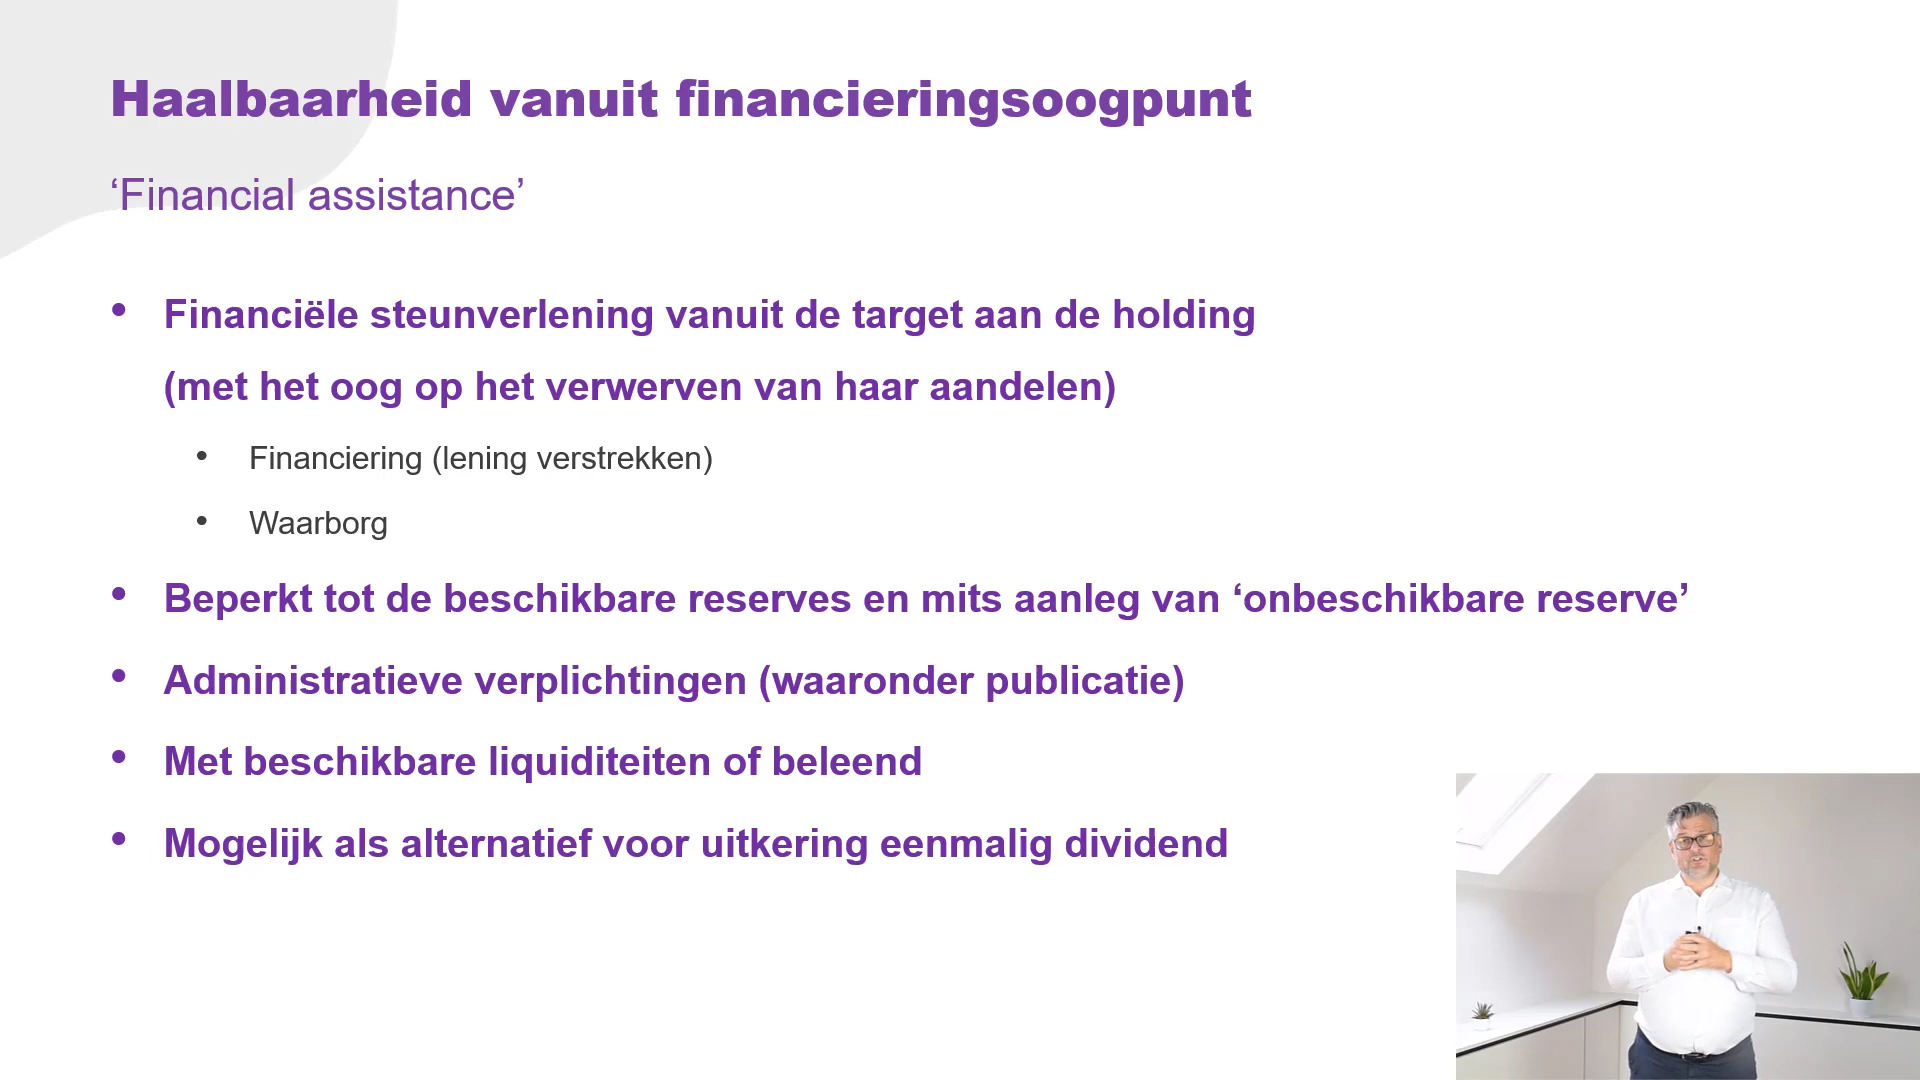 Haalbaarheid vanuit financieringsoogpunt
‘Financial assistance’
• Financiële steunverlening vanuit de target aan de holding
(met het oog op het verwerven van haar aandelen)
• Financiering (lening verstrekken)
• Waarborg
• Beperkt tot de beschikbare reserves en mits aanleg van ‘onbeschikbare reserve’
• Administratieve verplichtingen (waaronder publicatie)
• Met beschikbare liquiditeiten of beleend
• Mogelijk als alternatief voor uitkering eenmalig dividend